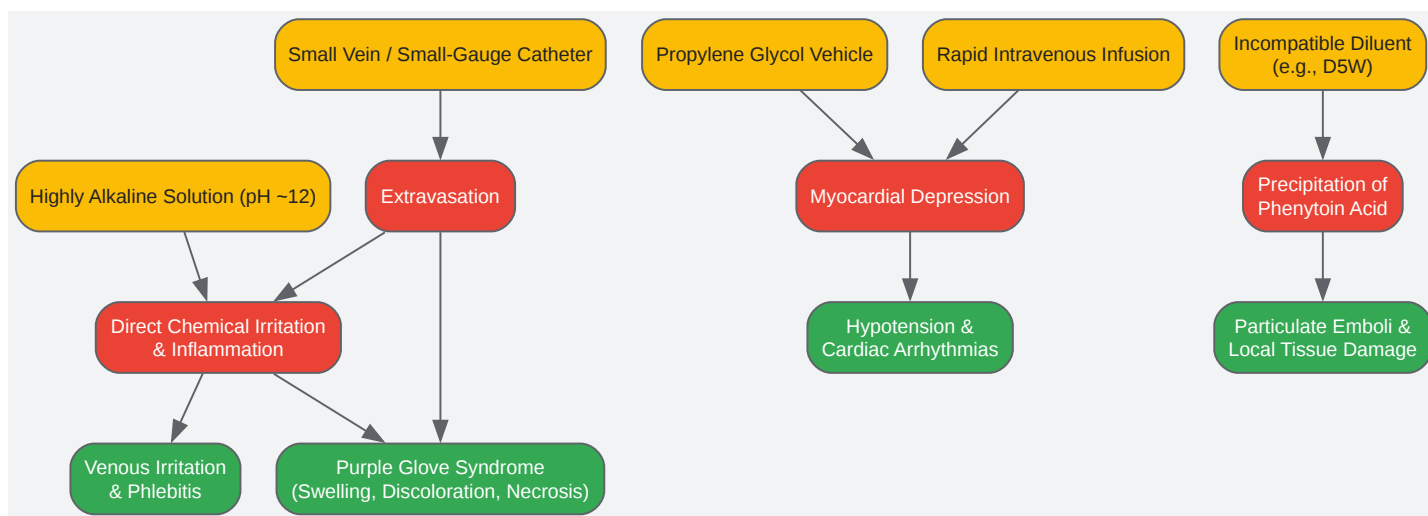 Small Vein / Small-Gauge Catheter
Propylene Glycol Vehicle
Rapid Intravenous Infusion
Incompatible Diluent
(e.g., D5W)
Highly Alkaline Solution (pH ~12)
Extravasation
Myocardial Depression
Precipitation of
Phenytoin Acid
Direct Chemical Irritation
& Inflammation
Hypotension &
Cardiac Arrhythmias
Particulate Emboli &
Local Tissue Damage
Venous Irritation
& Phlebitis
Purple Glove Syndrome
(Swelling, Discoloration, Necrosis)